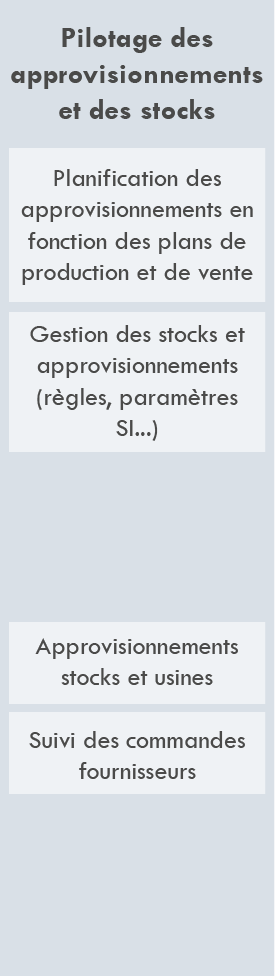 Pilotage des
approvisionnements
et des stocks
Planification des
approvisionnements en
fonction des plans de
production et de vente
Gestion des stocks et
approvisionnements
(règles, paramètres
SI...)
Approvisionnements
stocks et usines
Suivi des commandes
fournisseurs